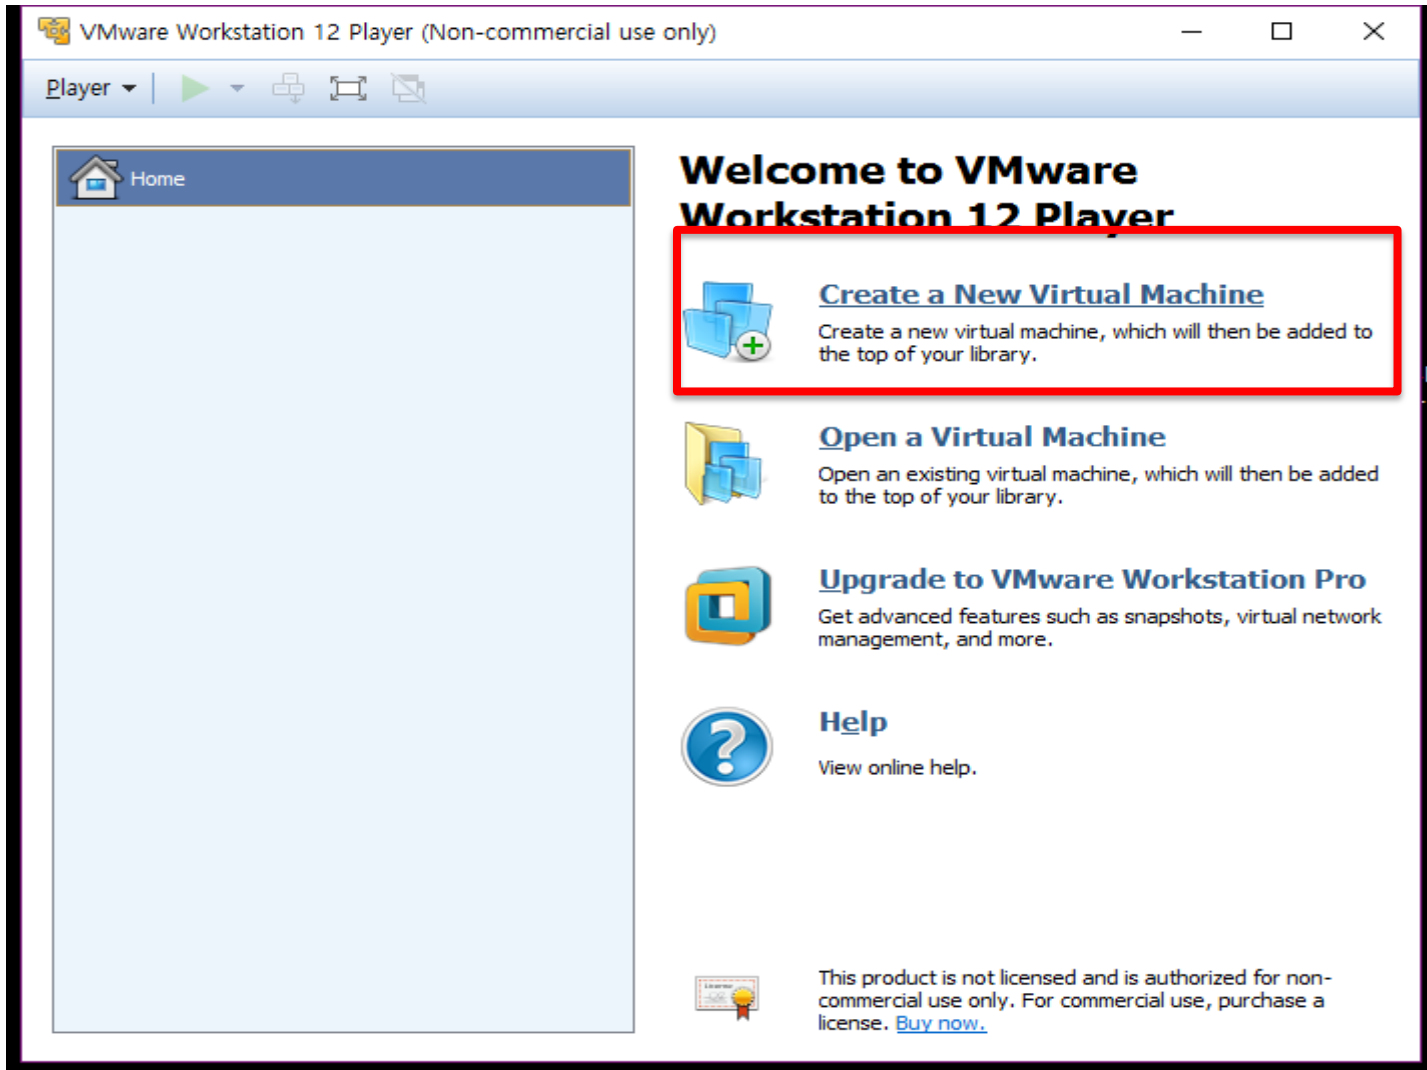 VMware Workstation 12 Player (Non-commercial use only)
Player
Home
Welcome to VMware
Workstation 12 Player
Create a New Virtual Machine
Create a new virtual machine, which will then be added to
the top of your library.
Open a Virtual Machine
Open an existing virtual machine, which will then be added
to the top of your library.
Upgrade to VMware Workstation Pro
Get advanced features such as snapshots, virtual network
management, and more.
Help
View online help.
This product is not licensed and is authorized for non-
commercial use only. For commercial use, purchase a
license. Buy now.